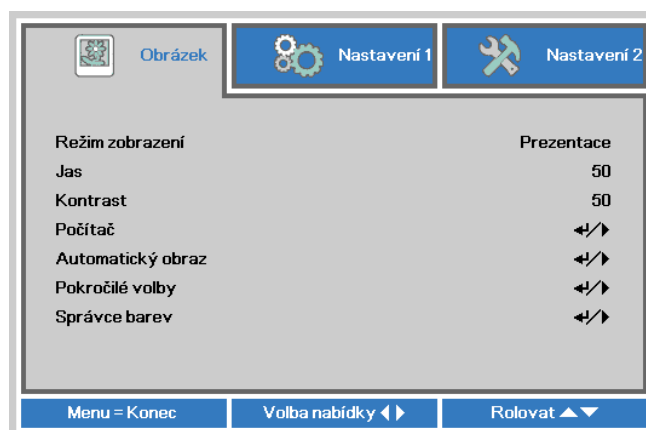 Obrázek Nastavení 1 Nastavení 2
Režim zobrazení Prezentace
Jas 50
Kontrast 50
Počítač
Automatický obraz
Pokročilé volby
Správce barev
Menu = Konec Volba nabídky Rolovat